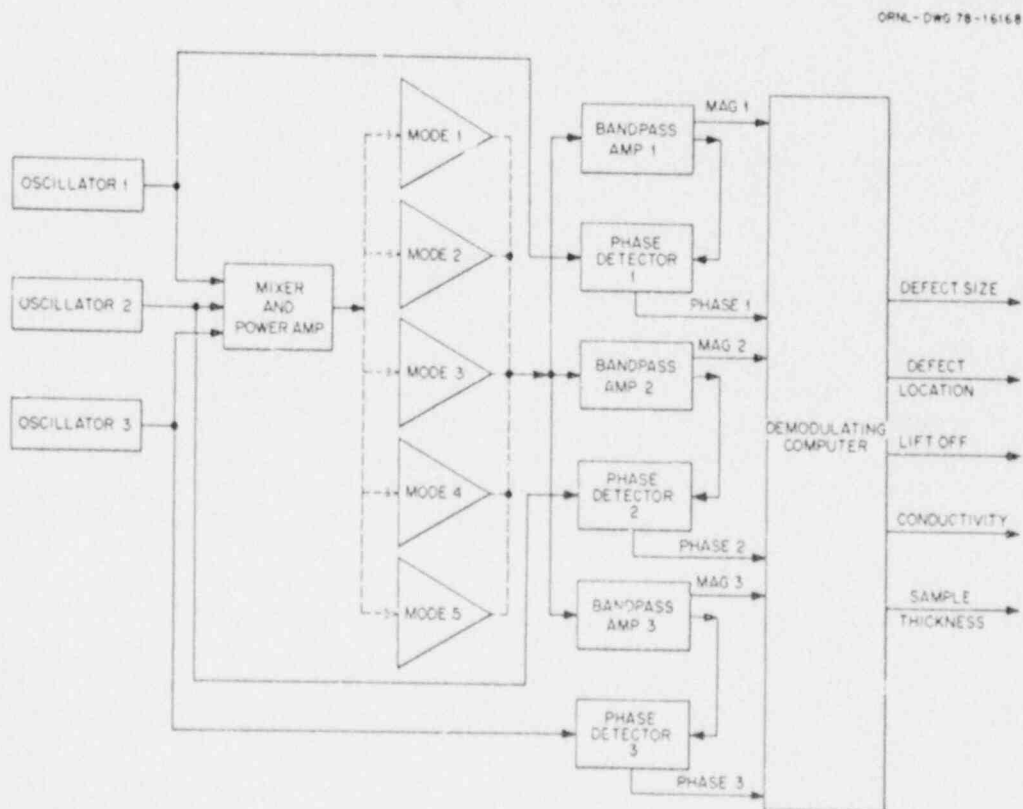 ORNL-DWG 78-16168
OSCILLATOR 1
OSCILLATOR 2
OSCILLATOR 3
MIXER
AND
POWER AMP
MODE 1
MODE 2
MODE 3
MODE 4
MODE 5
BANDPASS
AMP 1
PHASE
DETECTOR
1
BANDPASS
AMP 2
PHASE
DETECTOR
2
BANDPASS
AMP 3
PHASE
DETECTOR
3
MAG 1
PHASE 1
MAG 2
PHASE 2
MAG 3
PHASE 3
DEMODULATING
COMPUTER
DEFECT SIZE
DEFECT
LOCATION
LIFT OFF
CONDUCTIVITY
SAMPLE
THICKNESS